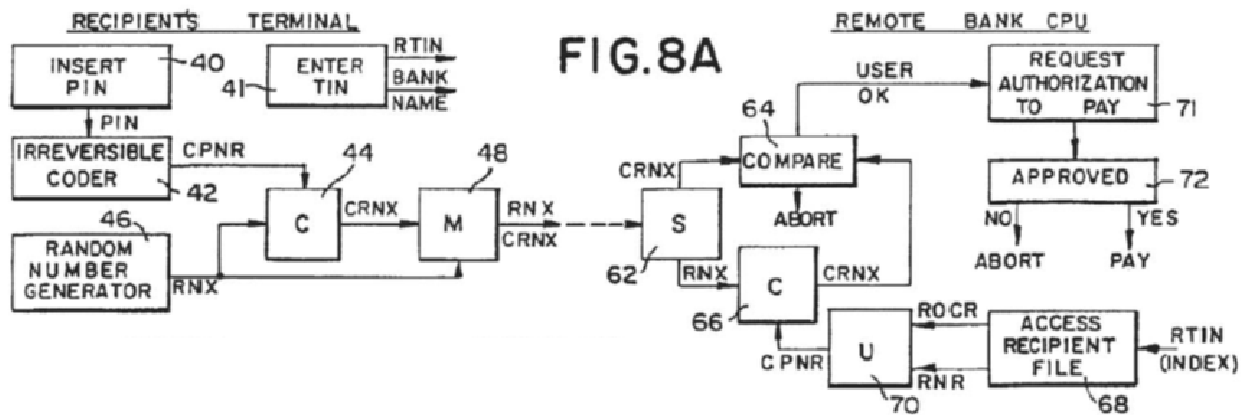 RECIPIENT'S TERMINAL
REMOTE BANK CPU
FIG.8A
INSERT
PIN
40
ENTER
TIN
41
RTIN
BANK
NAME
PIN
IRREVERSIBLE
CODER
42
CPNR
44
C
CRNX
48
M
RNX
CRNX
46
RANDOM
NUMBER
GENERATOR
RNX
S
62
CRNX
RNX
64
COMPARE
ABORT
USER
OK
REQUEST
AUTHORIZATION
TO PAY
71
APPROVED
72
NO
YES
ABORT
PAY
C
66
CRNX
CPNR
U
70
ROCR
RNR
ACCESS
RECIPIENT
FILE
68
RTIN
(INDEX)